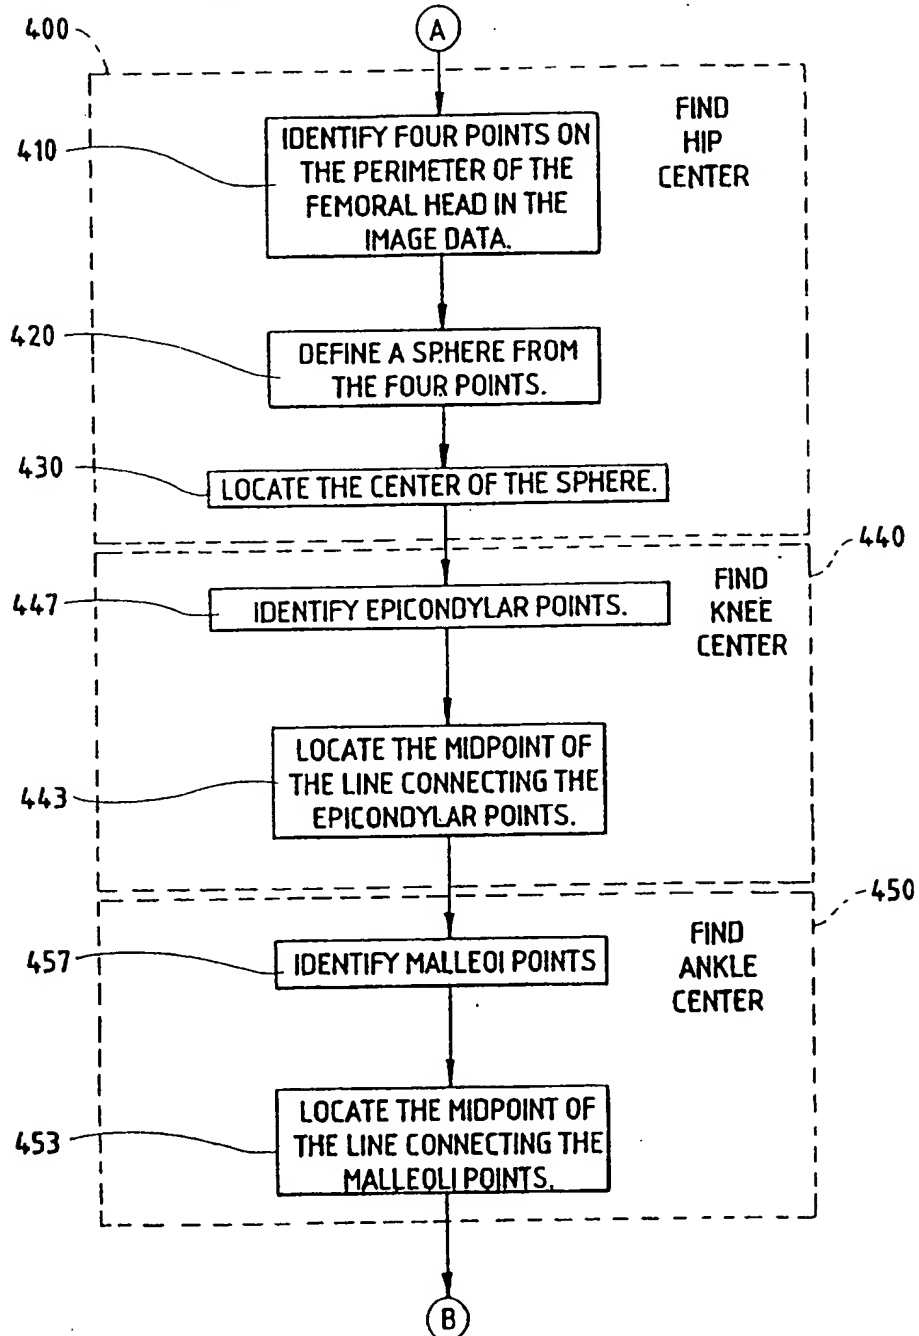 A
400
FIND
HIP
CENTER
410
IDENTIFY FOUR POINTS ON
THE PERIMETER OF THE
FEMORAL HEAD IN THE
IMAGE DATA.
420
DEFINE A SPHERE FROM
THE FOUR POINTS.
430
LOCATE THE CENTER OF THE SPHERE.
440
FIND
KNEE
CENTER
447
IDENTIFY EPICONDYLAR POINTS.
443
LOCATE THE MIDPOINT OF
THE LINE CONNECTING THE
EPICONDYLAR POINTS.
450
FIND
ANKLE
CENTER
457
IDENTIFY MALLEOI POINTS
453
LOCATE THE MIDPOINT OF
THE LINE CONNECTING THE
MALLEOLI POINTS.
B